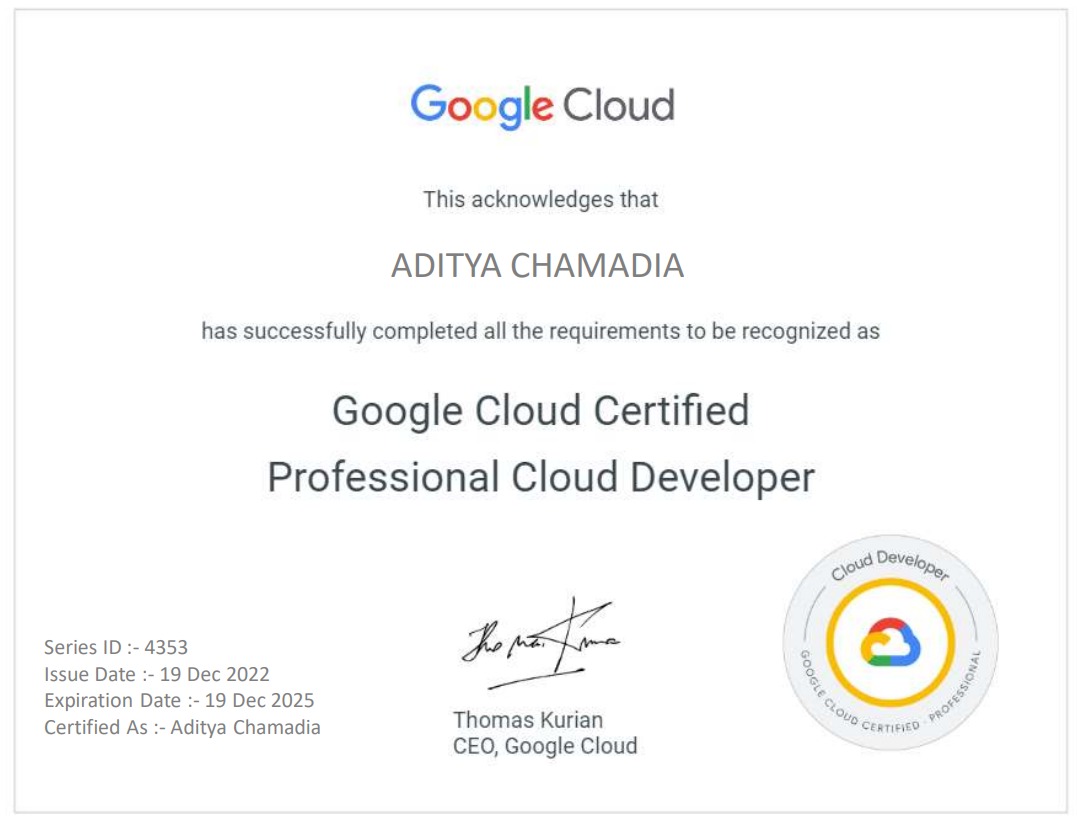 Google Cloud
This acknowledges that
ADITYA CHAMADIA
has successfully completed all the requirements to be recognized as
Google Cloud Certified
Professional Cloud Developer
Series ID :- 4353
Issue Date :- 19 Dec 2022
Expiration Date :- 19 Dec 2025
Certified As :- Aditya Chamadia
Thomas Kurian
Thomas Kurian
CEO, Google Cloud
Cloud Developer
GOOGLE CLOUD CERTIFIED · PROFESSIONAL